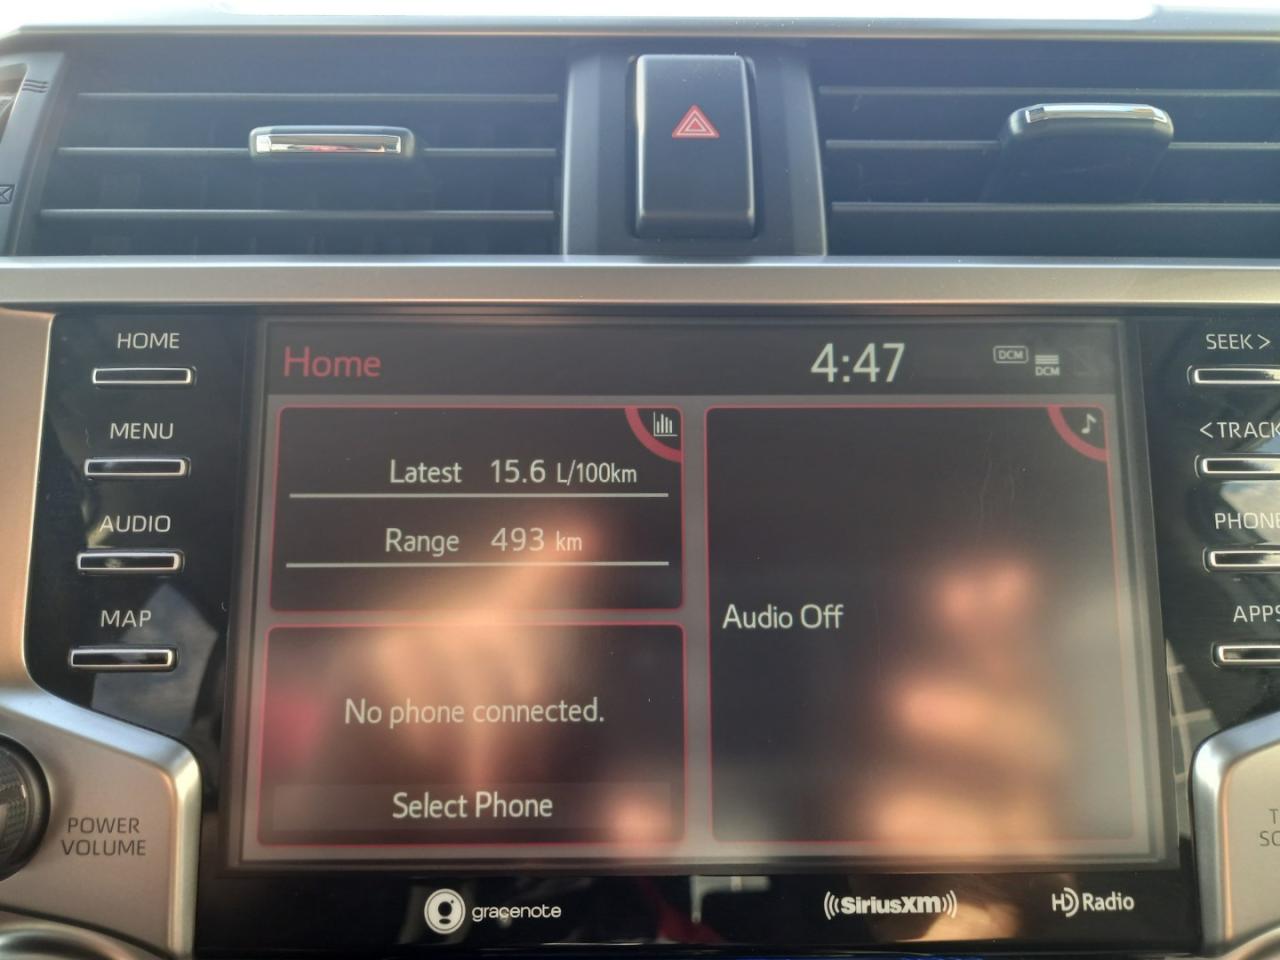 HOME
MENU
AUDIO
MAP
POWER
VOLUME
Home
4:47
DCM
DCM
Latest 15.6 L/100km
Range 493 km
No phone connected.
Select Phone
Audio Off
SEEK >
< TRACK
PHONE
APPS
gracenote
((SiriusXM))
HD Radio